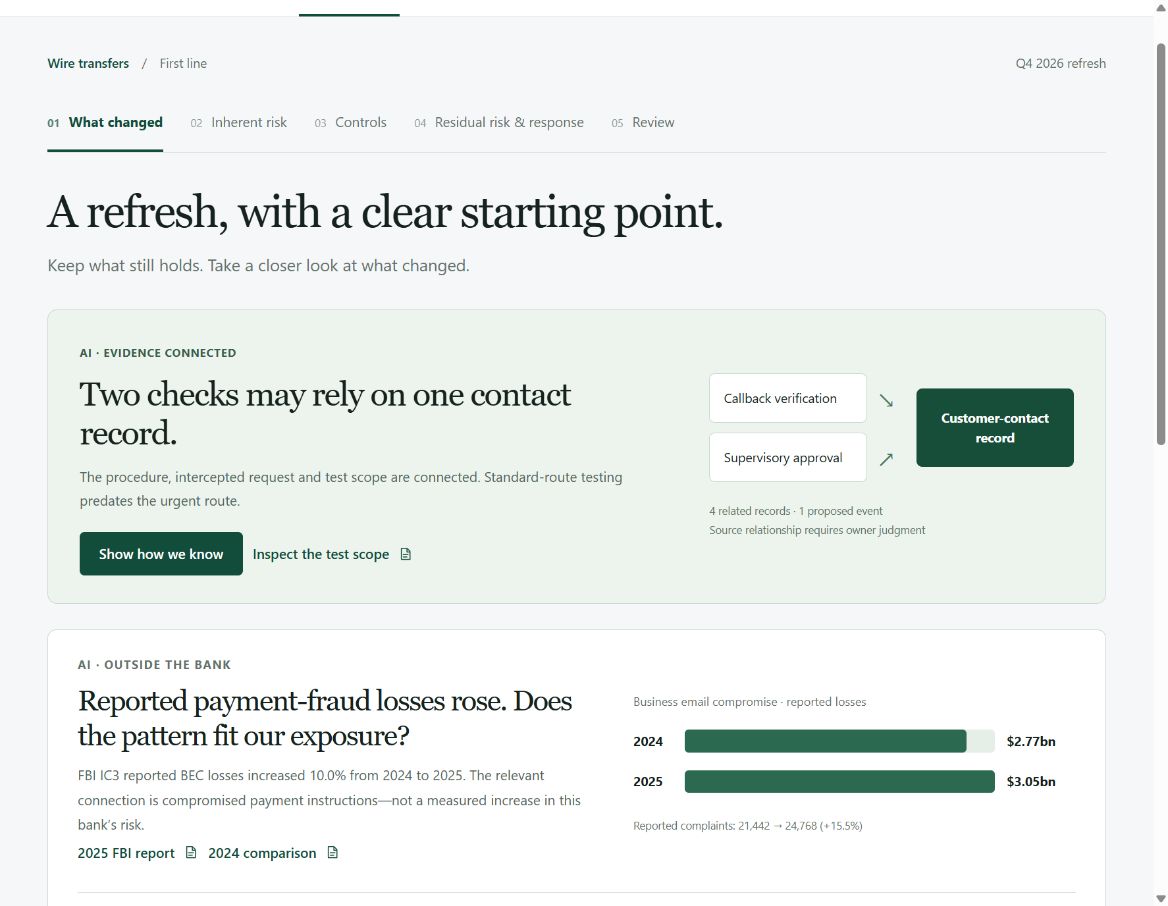 Wire transfers / First line
Q4 2026 refresh
01 What changed
02 Inherent risk
03 Controls
04 Residual risk & response
05 Review
A refresh, with a clear starting point.
Keep what still holds. Take a closer look at what changed.
AI · EVIDENCE CONNECTED
Two checks may rely on one contact
record.
The procedure, intercepted request and test scope are connected. Standard-route testing
predates the urgent route.
Show how we know
Inspect the test scope
Callback verification
↘
Supervisory approval
↗
Customer-contact
record
4 related records · 1 proposed event
Source relationship requires owner judgment
AI · OUTSIDE THE BANK
Reported payment-fraud losses rose. Does
the pattern fit our exposure?
FBI IC3 reported BEC losses increased 10.0% from 2024 to 2025. The relevant
connection is compromised payment instructions—not a measured increase in this
bank’s risk.
2025 FBI report
2024 comparison
Business email compromise · reported losses
2024 $2.77bn
2025 $3.05bn
Reported complaints: 21,442 → 24,768 (+15.5%)